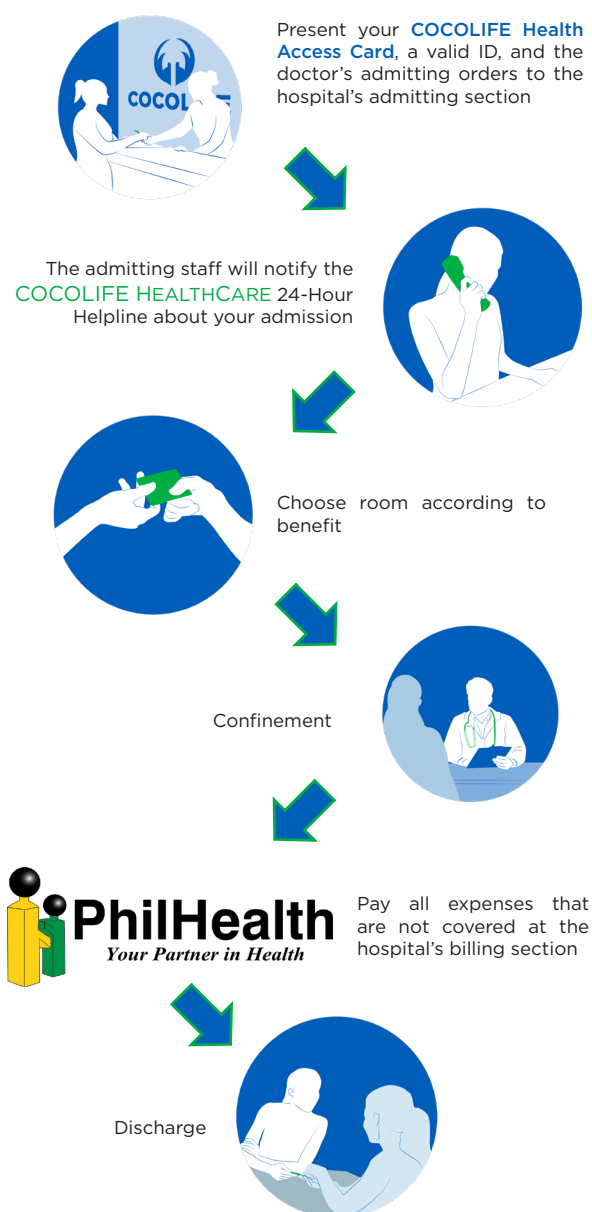 COCOL
Present your COCOLIFE Health
Access Card, a valid ID, and the
doctor's admitting orders to the
hospital's admitting section
The admitting staff will notify the
COCOLIFE HEALTHCARE 24-Hour
Helpline about your admission
Choose room according to
benefit
Confinement
PhilHealth
Your Partner in Health
Pay all expenses that
are not covered at the
hospital's billing section
Discharge